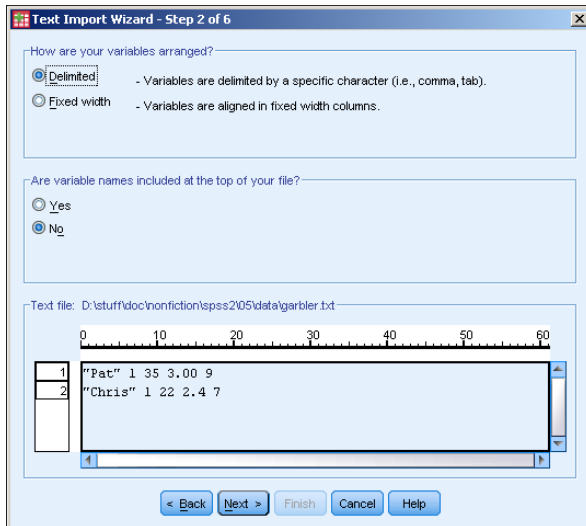 Text Import Wizard - Step 2 of 6
How are your variables arranged?
Delimited - Variables are delimited by a specific character (i.e., comma, tab).
Fixed width - Variables are aligned in fixed width columns.
Are variable names included at the top of your file?
Yes
No
Text file: D:\stuff\doc\nonfiction\spss2\05\data\garbler.txt
0 10 20 30 40 50 60
1 "Pat" 1 35 3.00 9
2 "Chris" 1 22 2.4 7
< Back Next > Finish Cancel Help